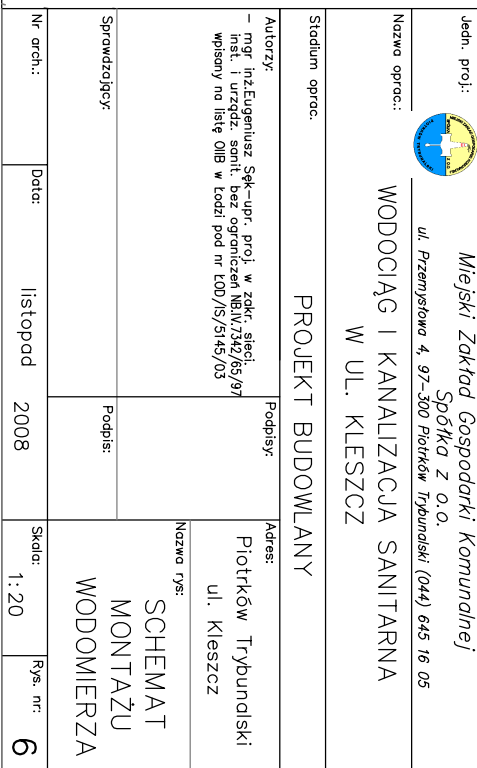 Jedn. proj.:
Miejski Zakład Gospodarki Komunalnej
Spółka z o.o.
ul. Przemysłowa 4, 97-300 Piotrków Trybunalski (044) 645 16 05
Nazwa oprac.:
WODOCIĄG I KANALIZACJA SANITARNA
W UL. KLESZCZ
Stadium oprac.
PROJEKT BUDOWLANY
Autorzy:
- mgr inż.Eugeniusz Sęk-upr. proj. w zakr. sieci.
inst. i urządz. sanit. bez ograniczeń NB.IV.7342/65/97
wpisany na listę OIIB w Łodzi pod nr ŁOD/IS/5145/03
Podpisy:
Adres:
Piotrków Trybunalski
ul. Kleszcz
Sprawdzający:
Podpis:
Nazwa rys:
SCHEMAT
MONTAŻU
WODOMIERZA
Nr arch.:
Data:
listopad 2008
Skala:
1:20
Rys. nr:
6